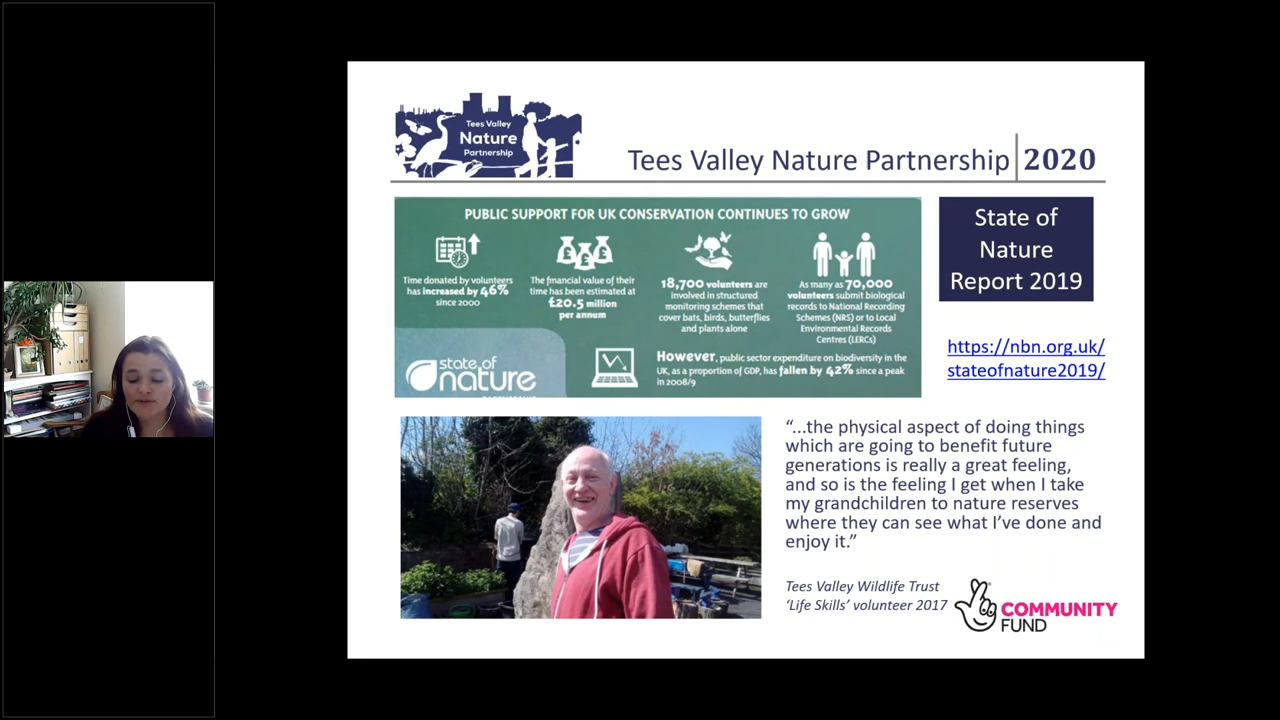 Tees Valley
Nature
Partnership
Tees Valley Nature Partnership 2020
PUBLIC SUPPORT FOR UK CONSERVATION CONTINUES TO GROW
Time donated by volunteers
has increased by 46%
since 2000
The financial value of their
time has been estimated at
£20.5 million
per annum
18,700 volunteers are
involved in structured
monitoring schemes that
cover bats, birds, butterflies
and plants alone
As many as 70,000
volunteers submit biological
records to National Recording
Schemes (NRS) or to Local
Environmental Records
Centres (LERCs)
state of
nature
However, public sector expenditure on biodiversity in the
UK, as a proportion of GDP, has fallen by 42% since a peak
in 2008/9
State of
Nature
Report 2019
https://nbn.org.uk/
stateofnature2019/
“...the physical aspect of doing things
which are going to benefit future
generations is really a great feeling,
and so is the feeling I get when I take
my grandchildren to nature reserves
where they can see what I’ve done and
enjoy it.”
Tees Valley Wildlife Trust
‘Life Skills’ volunteer 2017
COMMUNITY
FUND